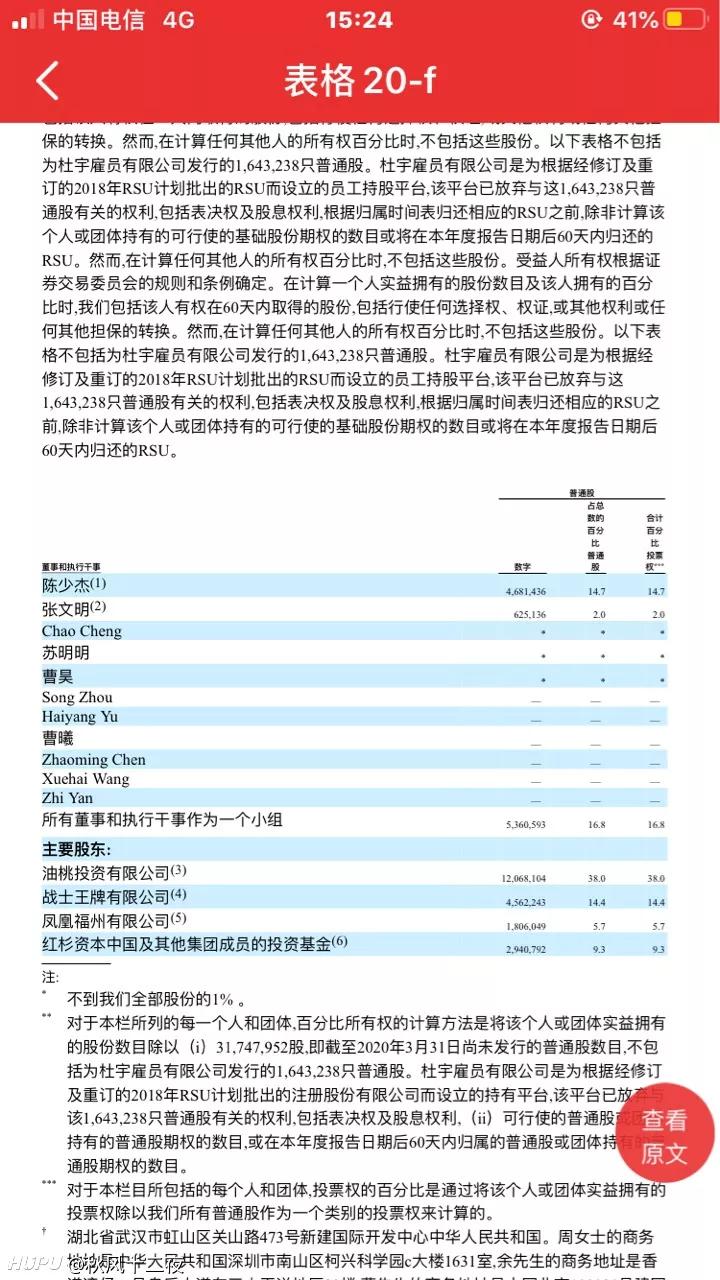 中国电信 4G 15:24 41%
表格 20-f
保的转换。然而,在计算任何其他人的所有权百分比时,不包括这些股份。以下表格不包括
为杜宇雇员有限公司发行的1,643,238只普通股。杜宇雇员有限公司是为根据经修订及重
订的2018年RSU计划批出的RSU而设立的员工持股平台,该平台已放弃与这1,643,238只普
通股有关的权利,包括表决权及股息权利,根据归属时间表归还相应的RSU之前,除非计算该
个人或团体持有的可行使的基础股份期权的数目或将在本年度报告日期后60天内归还的
RSU。然而,在计算任何其他人的所有权百分比时,不包括这些股份。受益人所有权根据证
券交易委员会的规则和条例确定。在计算一个人实益拥有的股份数目及该人拥有的百分
比时,我们包括该人有权在60天内取得的股份,包括行使任何选择权、权证,或其他权利或任
何其他担保的转换。然而,在计算任何其他人的所有权百分比时,不包括这些股份。以下表
格不包括为杜宇雇员有限公司发行的1,643,238只普通股。杜宇雇员有限公司是为根据经
修订及重订的2018年RSU计划批出的RSU而设立的员工持股平台,该平台已放弃与这
1,643,238只普通股有关的权利,包括表决权及股息权利,根据归属时间表归还相应的RSU之
前,除非计算该个人或团体持有的可行使的基础股份期权的数目或将在本年度报告日期后
60天内归还的RSU。
普通股
占总
数的 合计
百分 百分
比 比
普通 投票
董事和执行干事 数字 股 权***
陈少杰(1) 4,681,436 14.7 14.7
张文明(2) 625,136 2.0 2.0
Chao Cheng * * *
苏明明 * * *
曹昊 * * *
Song Zhou — — —
Haiyang Yu — — —
曹曦 — — —
Zhaoming Chen — — —
Xuehai Wang — — —
Zhi Yan — — —
所有董事和执行干事作为一个小组 5,360,593 16.8 16.8
主要股东:
油桃投资有限公司(3) 12,068,104 38.0 38.0
战士王牌有限公司(4) 4,562,243 14.4 14.4
凤凰福州有限公司(5) 1,806,049 5.7 5.7
红杉资本中国及其他集团成员的投资基金(6) 2,940,792 9.3 9.3
注:
* 不到我们全部股份的1% 。
** 对于本栏所列的每一个人和团体,百分比所有权的计算方法是将该个人或团体实益拥有
的股份数目除以（i）31,747,952股,即截至2020年3月31日尚未发行的普通股数目,不包
括为杜宇雇员有限公司发行的1,643,238只普通股。杜宇雇员有限公司是为根据经修订
及重订的2018年RSU计划批出的注册股份有限公司而设立的持有平台,该平台已放弃与
该1,643,238只普通股有关的权利,包括表决权及股息权利,（ii）可行使的普通股或团
持有的普通股期权的数目,或在本年度报告日期后60天内归属的普通股或团体持有的
通股期权的数目。
查看
原文
*** 对于本栏目所包括的每个人和团体,投票权的百分比是通过将该个人或团体实益拥有的
投票权除以我们所有普通股作为一个类别的投票权来计算的。
† 湖北省武汉市虹山区关山路473号新建国际开发中心中华人民共和国。周女士的商务
地址是中华人民共和国深圳市南山区柯兴科学园c大楼1631室,余先生的商务地址是香
HUPU @秋风十二夜